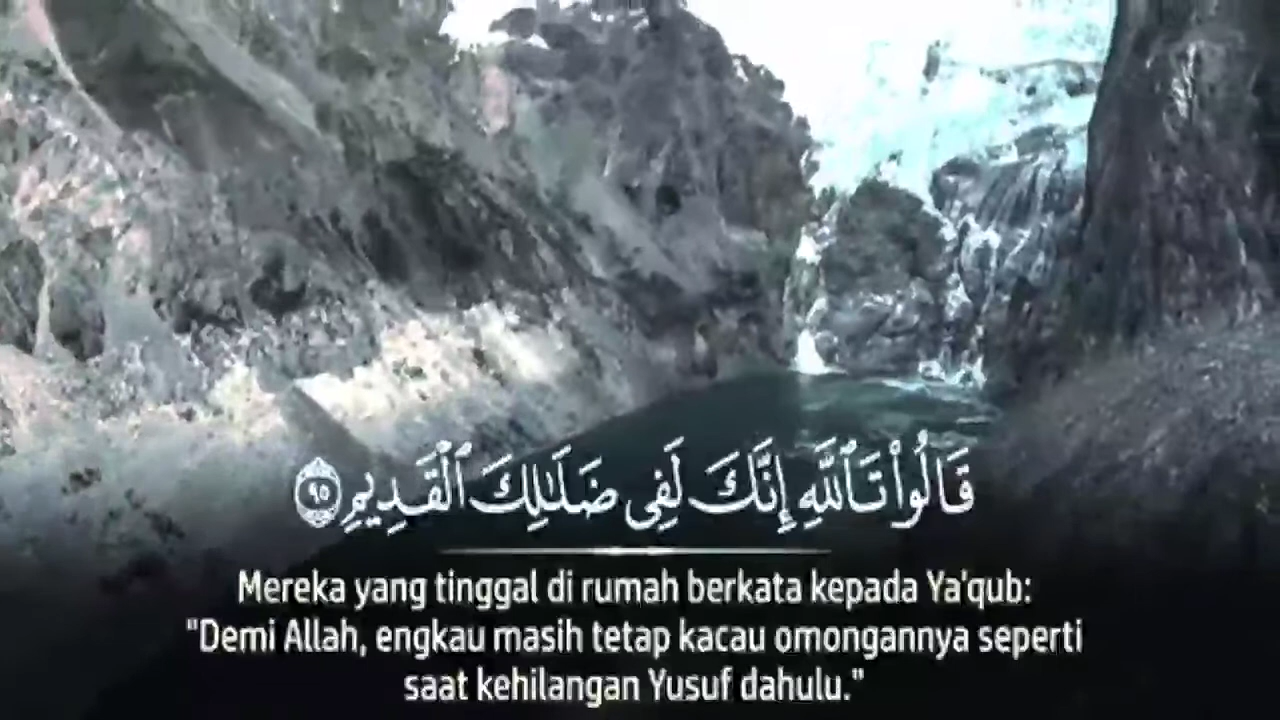 قَالُوا۟ تَٱللَّهِ إِنَّكَ لَفِى ضَلَـٰلِكَ ٱلْقَدِيمِ ٩٥
Mereka yang tinggal di rumah berkata kepada Ya'qub:
"Demi Allah, engkau masih tetap kacau omongannya seperti
saat kehilangan Yusuf dahulu."